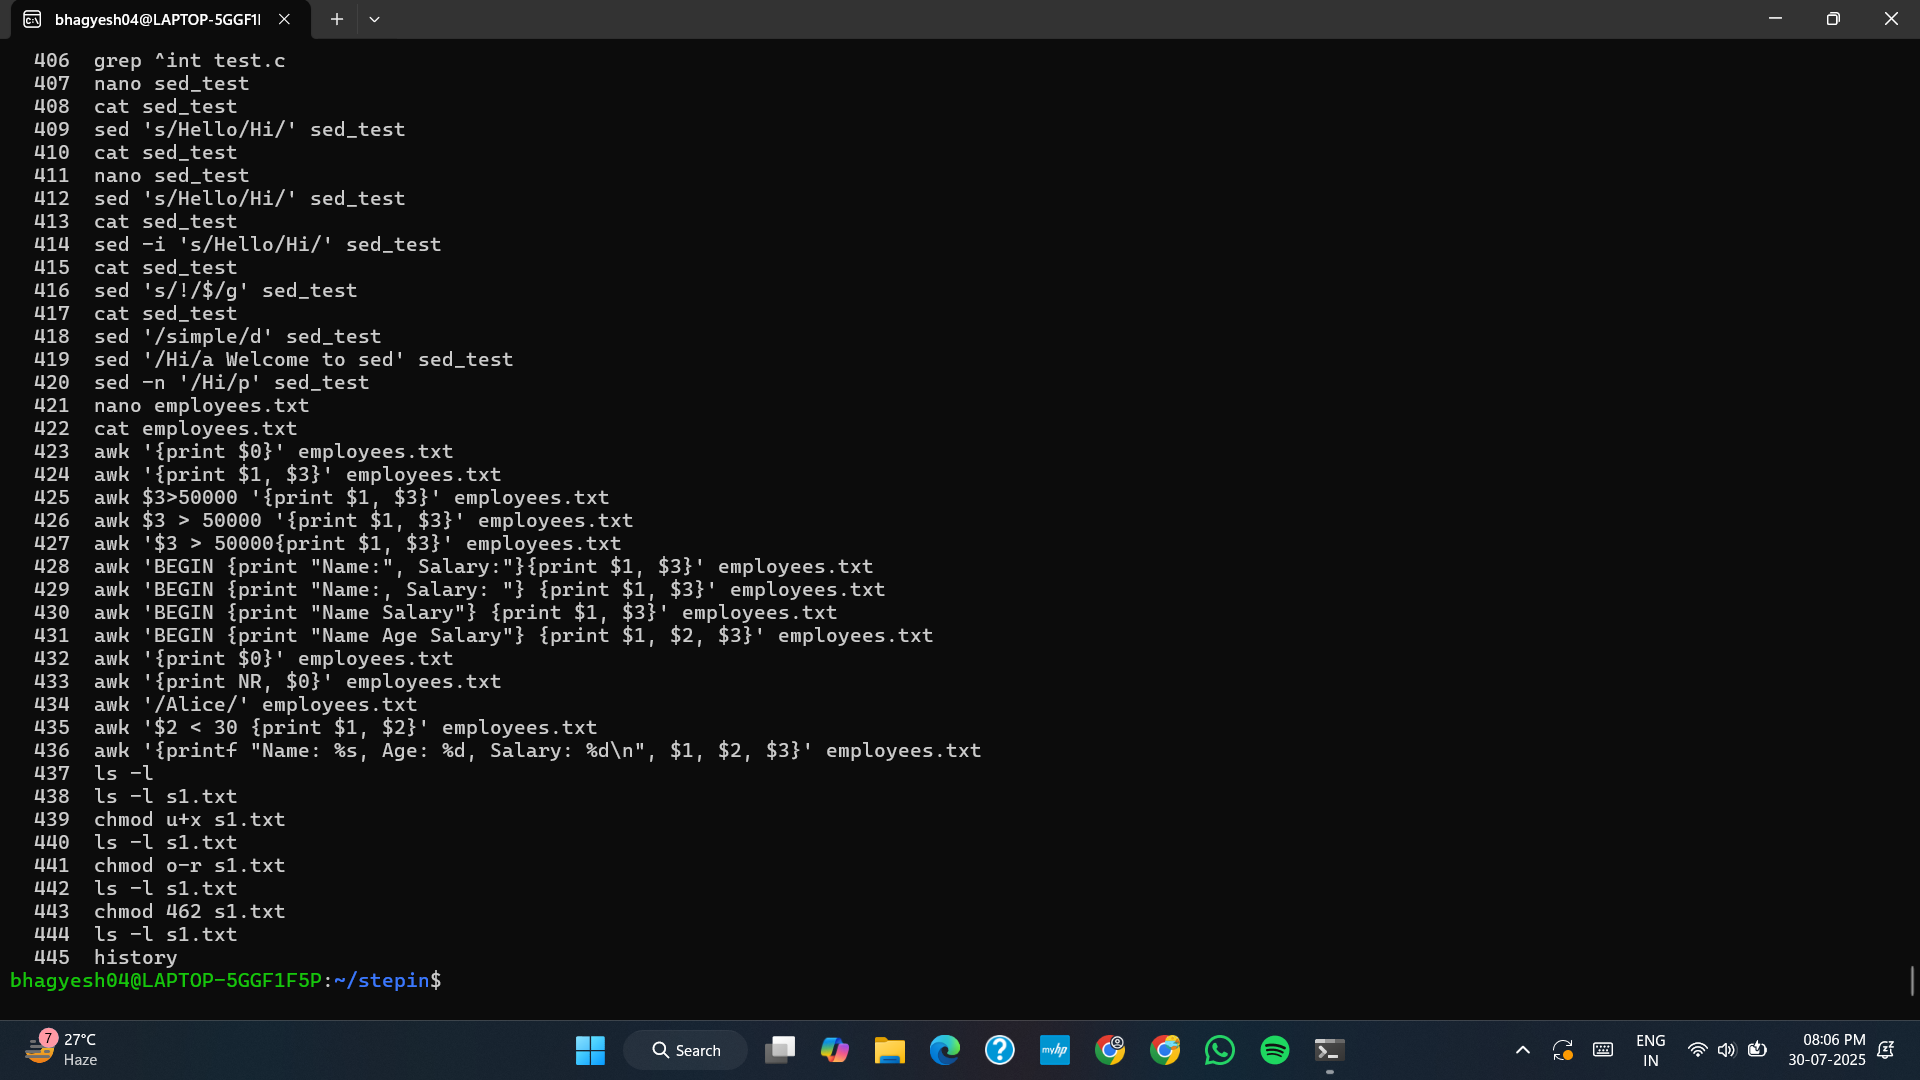 bhagyesh04@LAPTOP-5GGF1I
406 grep ^int test.c
407 nano sed_test
408 cat sed_test
409 sed 's/Hello/Hi/' sed_test
410 cat sed_test
411 nano sed_test
412 sed 's/Hello/Hi/' sed_test
413 cat sed_test
414 sed -i 's/Hello/Hi/' sed_test
415 cat sed_test
416 sed 's/!/$/g' sed_test
417 cat sed_test
418 sed '/simple/d' sed_test
419 sed '/Hi/a Welcome to sed' sed_test
420 sed -n '/Hi/p' sed_test
421 nano employees.txt
422 cat employees.txt
423 awk '{print $0}' employees.txt
424 awk '{print $1, $3}' employees.txt
425 awk $3>50000 '{print $1, $3}' employees.txt
426 awk $3 > 50000 '{print $1, $3}' employees.txt
427 awk '$3 > 50000{print $1, $3}' employees.txt
428 awk 'BEGIN {print "Name:", Salary:"}{print $1, $3}' employees.txt
429 awk 'BEGIN {print "Name:, Salary: "} {print $1, $3}' employees.txt
430 awk 'BEGIN {print "Name Salary"} {print $1, $3}' employees.txt
431 awk 'BEGIN {print "Name Age Salary"} {print $1, $2, $3}' employees.txt
432 awk '{print $0}' employees.txt
433 awk '{print NR, $0}' employees.txt
434 awk '/Alice/' employees.txt
435 awk '$2 < 30 {print $1, $2}' employees.txt
436 awk '{printf "Name: %s, Age: %d, Salary: %d\n", $1, $2, $3}' employees.txt
437 ls -l
438 ls -l s1.txt
439 chmod u+x s1.txt
440 ls -l s1.txt
441 chmod o-r s1.txt
442 ls -l s1.txt
443 chmod 462 s1.txt
444 ls -l s1.txt
445 history
bhagyesh04@LAPTOP-5GGF1F5P:~/stepin$
7 27°C
Haze
Search
myhp
ENG
IN
08:06 PM
30-07-2025